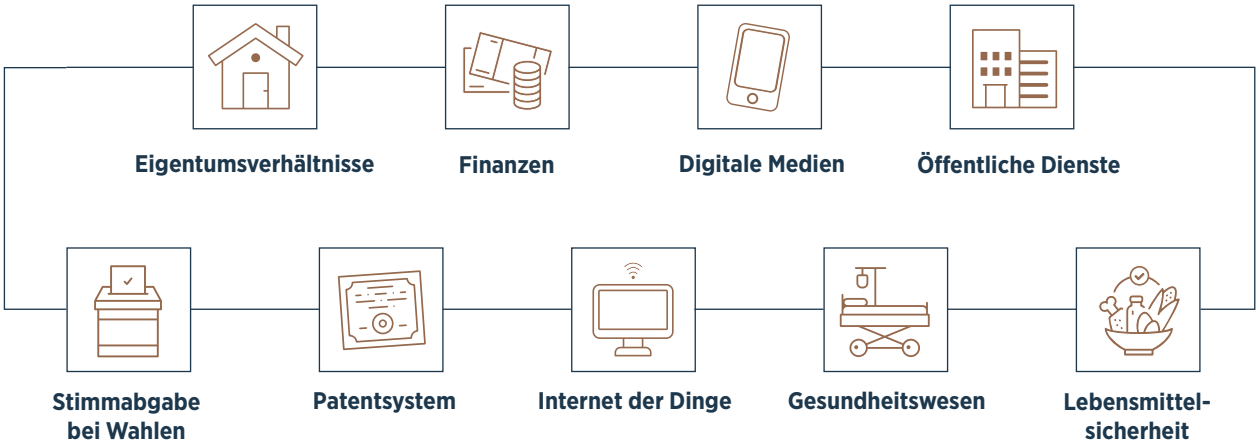 Eigentumsverhältnisse
Finanzen
Digitale Medien
Öffentliche Dienste
Stimmabgabe
bei Wahlen
Patentsystem
Internet der Dinge
Gesundheitswesen
Lebensmittel-
sicherheit